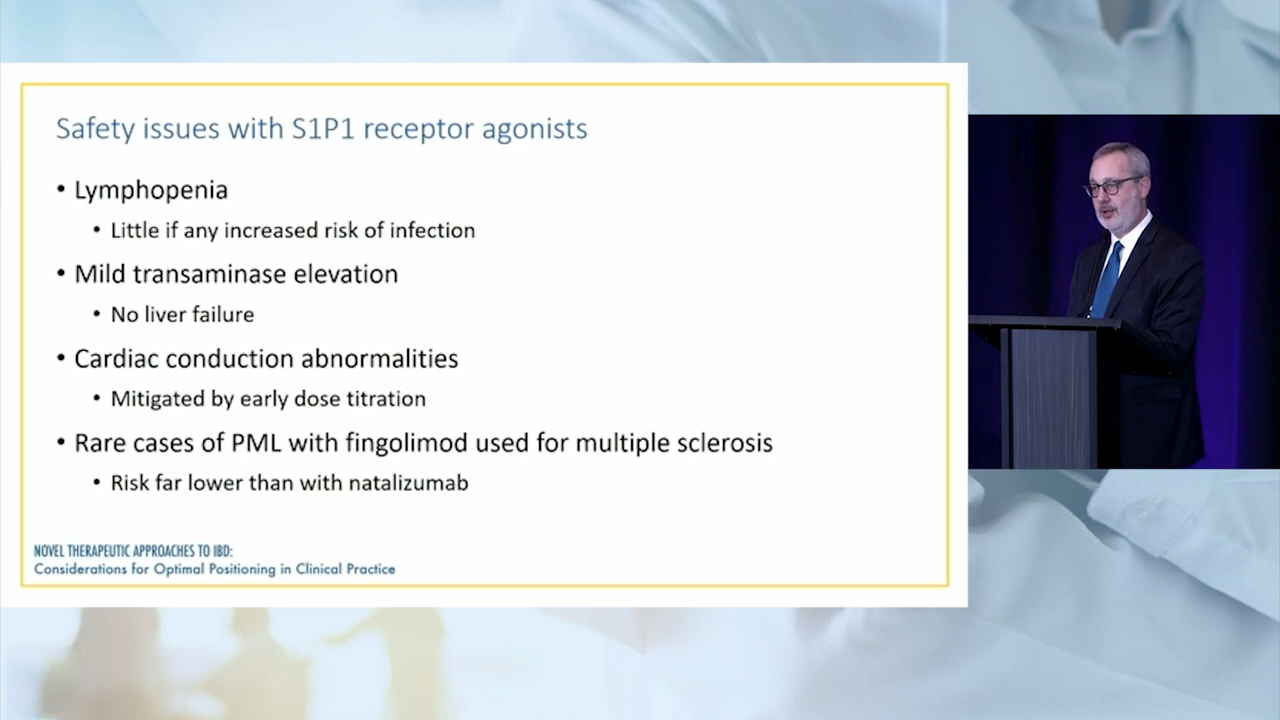 Safety issues with S1P1 receptor agonists
• Lymphopenia
• Little if any increased risk of infection
• Mild transaminase elevation
• No liver failure
• Cardiac conduction abnormalities
• Mitigated by early dose titration
• Rare cases of PML with fingolimod used for multiple sclerosis
• Risk far lower than with natalizumab
NOVEL THERAPEUTIC APPROACHES TO IBD:
Considerations for Optimal Positioning in Clinical Practice